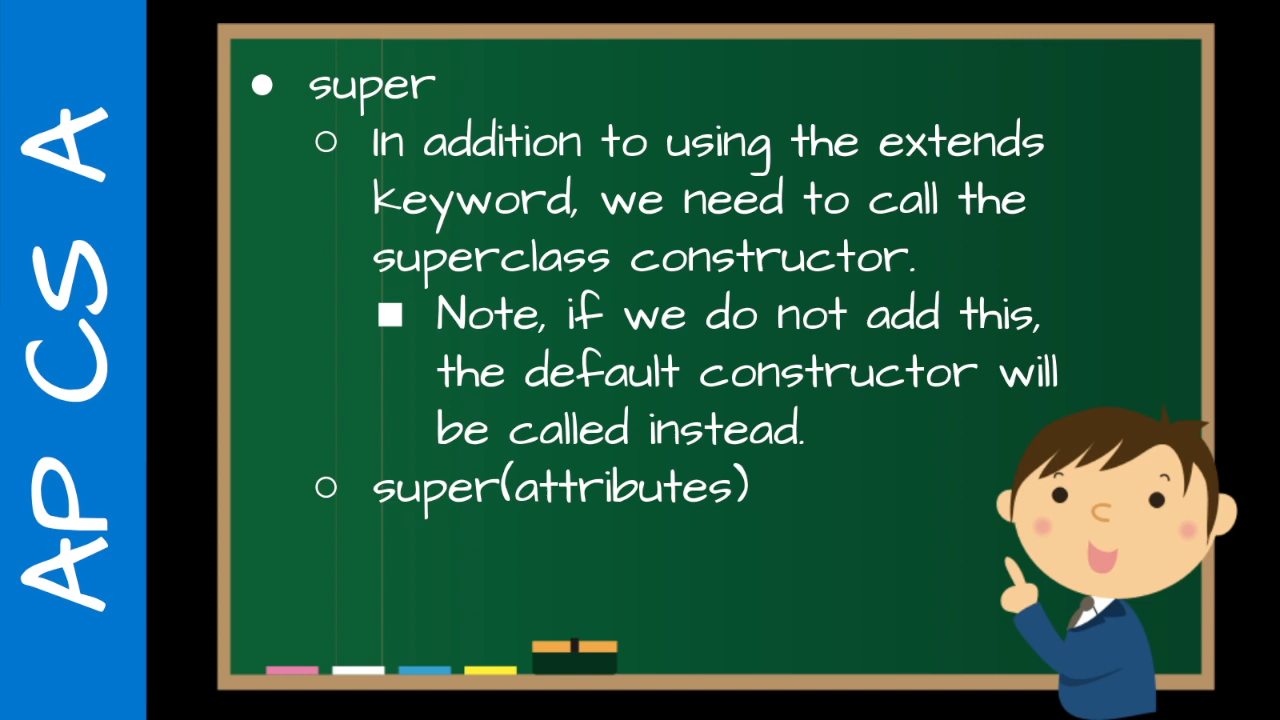 AP CS A
● super
○ In addition to using the extends
keyword, we need to call the
superclass constructor.
■ Note, if we do not add this,
the default constructor will
be called instead.
○ super(attributes)